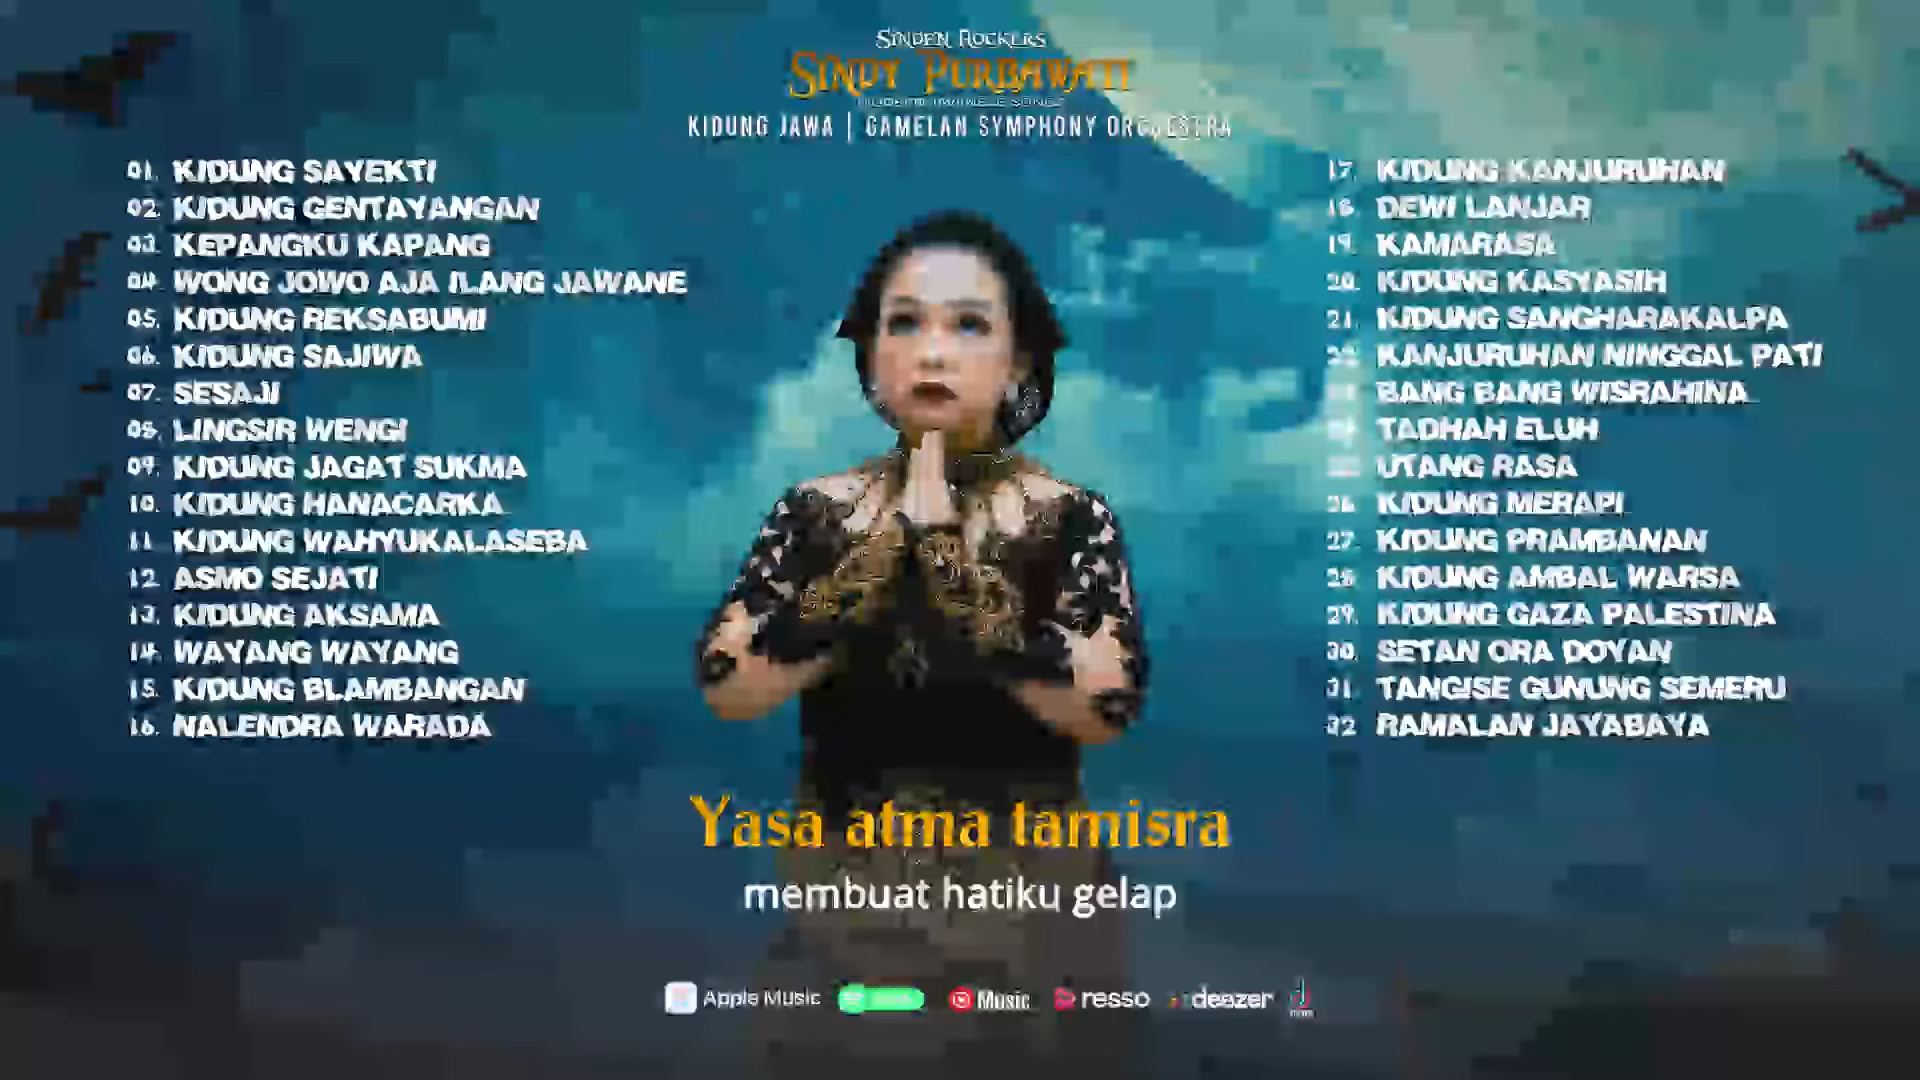 SINDEN ROCKERS
SINDY PURBAWATI
KIDUNG JAWA | GAMELAN SYMPHONY ORCHESTRA
01. KIDUNG SAYEKTI
02. KIDUNG GENTAYANGAN
03. KEPANGKU KAPANG
04. WONG JOWO AJA ILANG JAWANE
05. KIDUNG REKSABUMI
06. KIDUNG SAJIWA
07. SESAJI
08. LINGSIR WENGI
09. KIDUNG JAGAT SUKMA
10. KIDUNG HANACARKA
11. KIDUNG WAHYUKALASEBA
12. ASMO SEJATI
13. KIDUNG AKSAMA
14. WAYANG WAYANG
15. KIDUNG BLAMBANGAN
16. NALENDRA WARADA
17. KIDUNG KANJURUHAN
18. DEWI LANJAR
19. KAMARASA
20. KIDUNG KASYASIH
21. KIDUNG SANGHARAKALPA
22. KANJURUHAN NINGGAL PATI
BANG BANG WISRAHINA
TADHAH ELUH
UTANG RASA
26. KIDUNG MERAPI
27. KIDUNG PRAMBANAN
28. KIDUNG AMBAL WARSA
29. KIDUNG GAZA PALESTINA
30. SETAN ORA DOYAN
31. TANGISE GUNUNG SEMERU
32. RAMALAN JAYABAYA
Yasa atma tamisra
membuat hatiku gelap
Apple Music
Music
resso
deezer